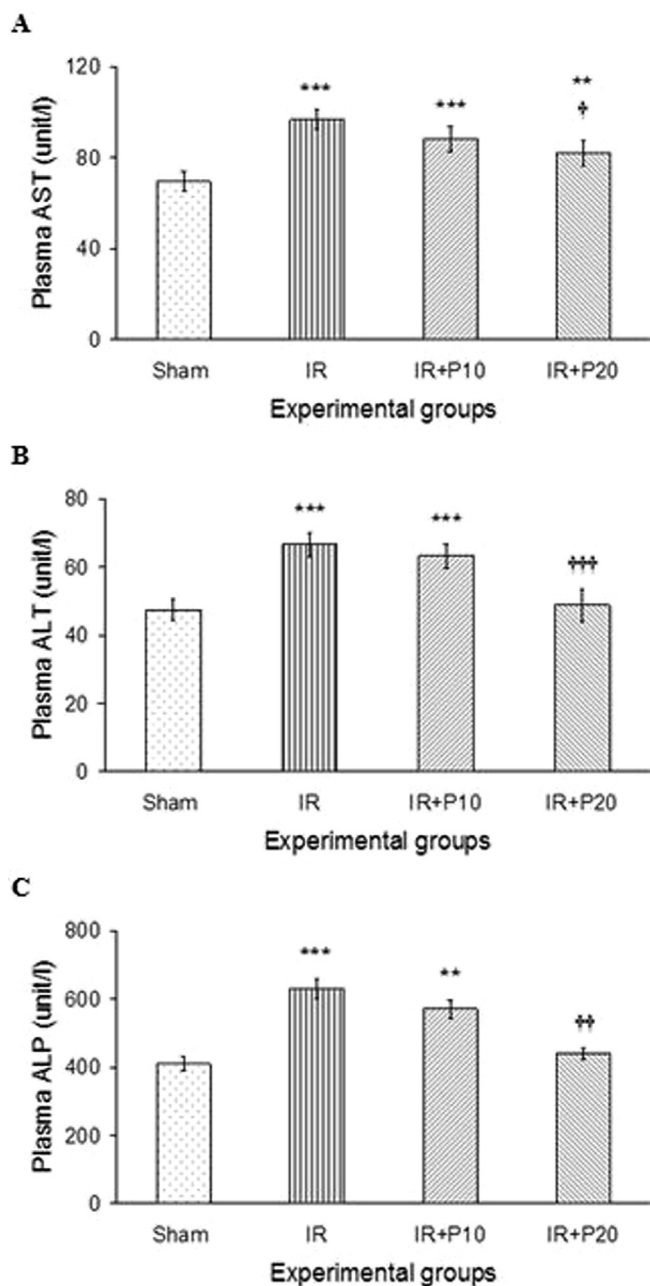 A
120
80
40
0
Plasma AST (unit/l)
***
***
**
†
Sham IR IR+P10 IR+P20
Experimental groups
B
80
60
40
20
0
Plasma ALT (unit/l)
***
***
†††
Sham IR IR+P10 IR+P20
Experimental groups
C
800
600
400
200
0
Plasma ALP (unit/l)
***
**
††
Sham IR IR+P10 IR+P20
Experimental groups